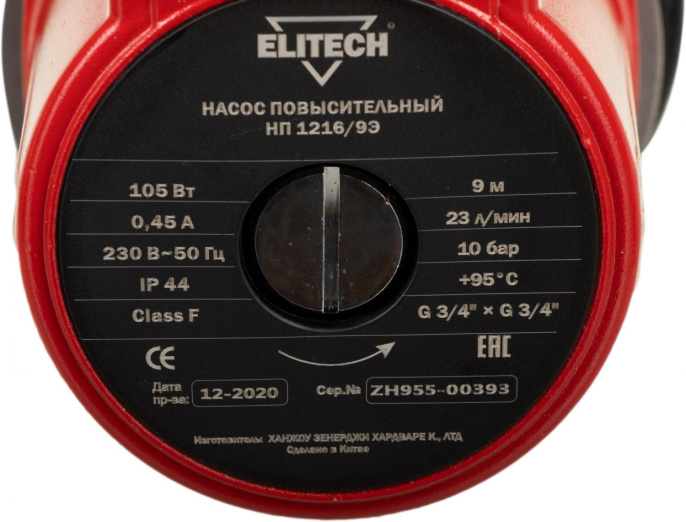 ELITECH
НАСОС ПОВЫСИТЕЛЬНЫЙ
НП 1216/9Э
105 Вт 9 м
0,45 А 23 л/мин
230 В~50 Гц 10 бар
IP 44 +95°C
Class F G 3/4" × G 3/4"
CE EAC
Дата пр-ва: 12-2020 Сер.№ ZH955-00393
Изготовитель: ХАНЖОУ ЗЕНЕРДЖИ ХАРДВАРЕ К., ЛТД
Сделано в Китае